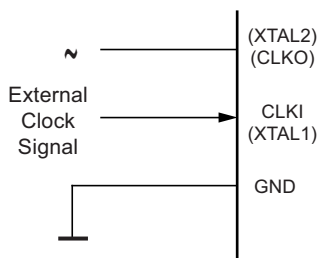 (XTAL2)
(CLKO)
~
External
Clock
Signal
CLKI
(XTAL1)
GND